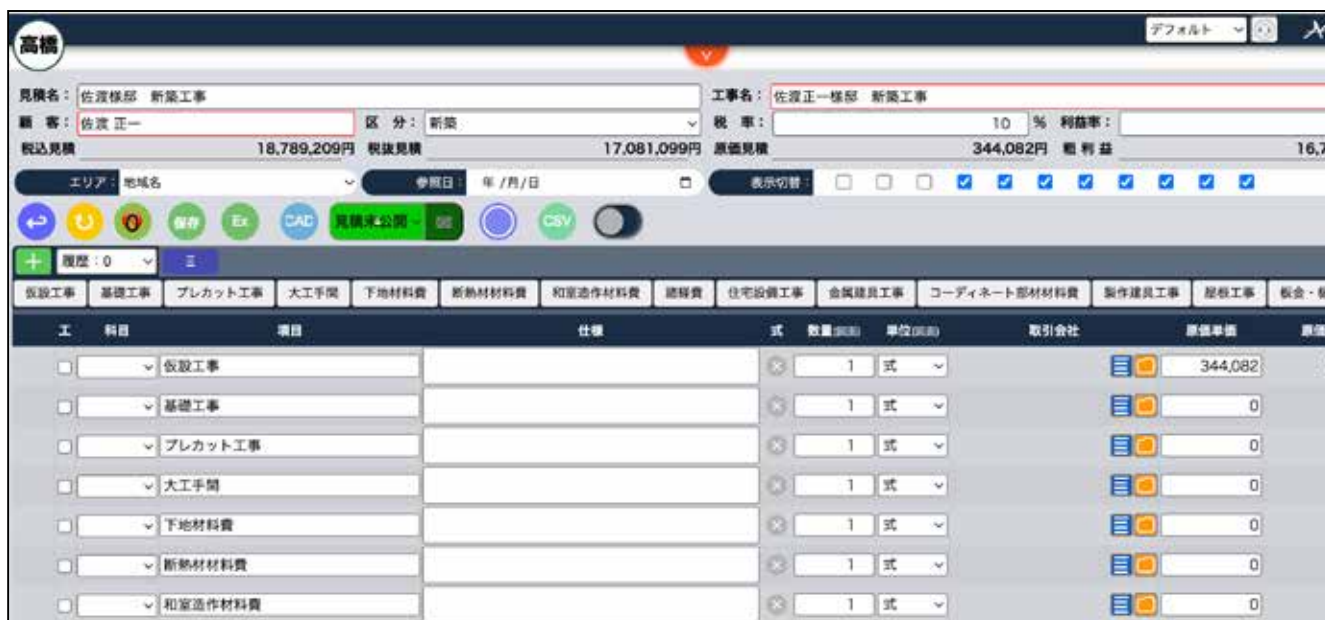 デフォルト
高橋
見積名： 佐渡様邸 新築工事 工事名： 佐渡正一様邸 新築工事
顧 客： 佐渡 正一 区 分： 新築 税 率： 10 % 利益率：
税込見積 18,789,209円 税抜見積 17,081,099円 原価見積 344,082円 粗 利 益 16,7
エリア： 地域名 参照日： 年 /月/日 表示切替：
保存 Ex CAD 見積未公開 CSV
履歴：0
仮設工事 基礎工事 プレカット工事 大工手間 下地材料費 断熱材材料費 和室造作材料費 諸経費 住宅設備工事 金属建具工事 コーディネート部材材料費 製作建具工事 屋根工事 板金・
工 科目 項目 仕様 式 数量 単位 取引会社 原価単価 原価
仮設工事 1 式 344,082
基礎工事 1 式 0
プレカット工事 1 式 0
大工手間 1 式 0
下地材料費 1 式 0
断熱材材料費 1 式 0
和室造作材料費 1 式 0